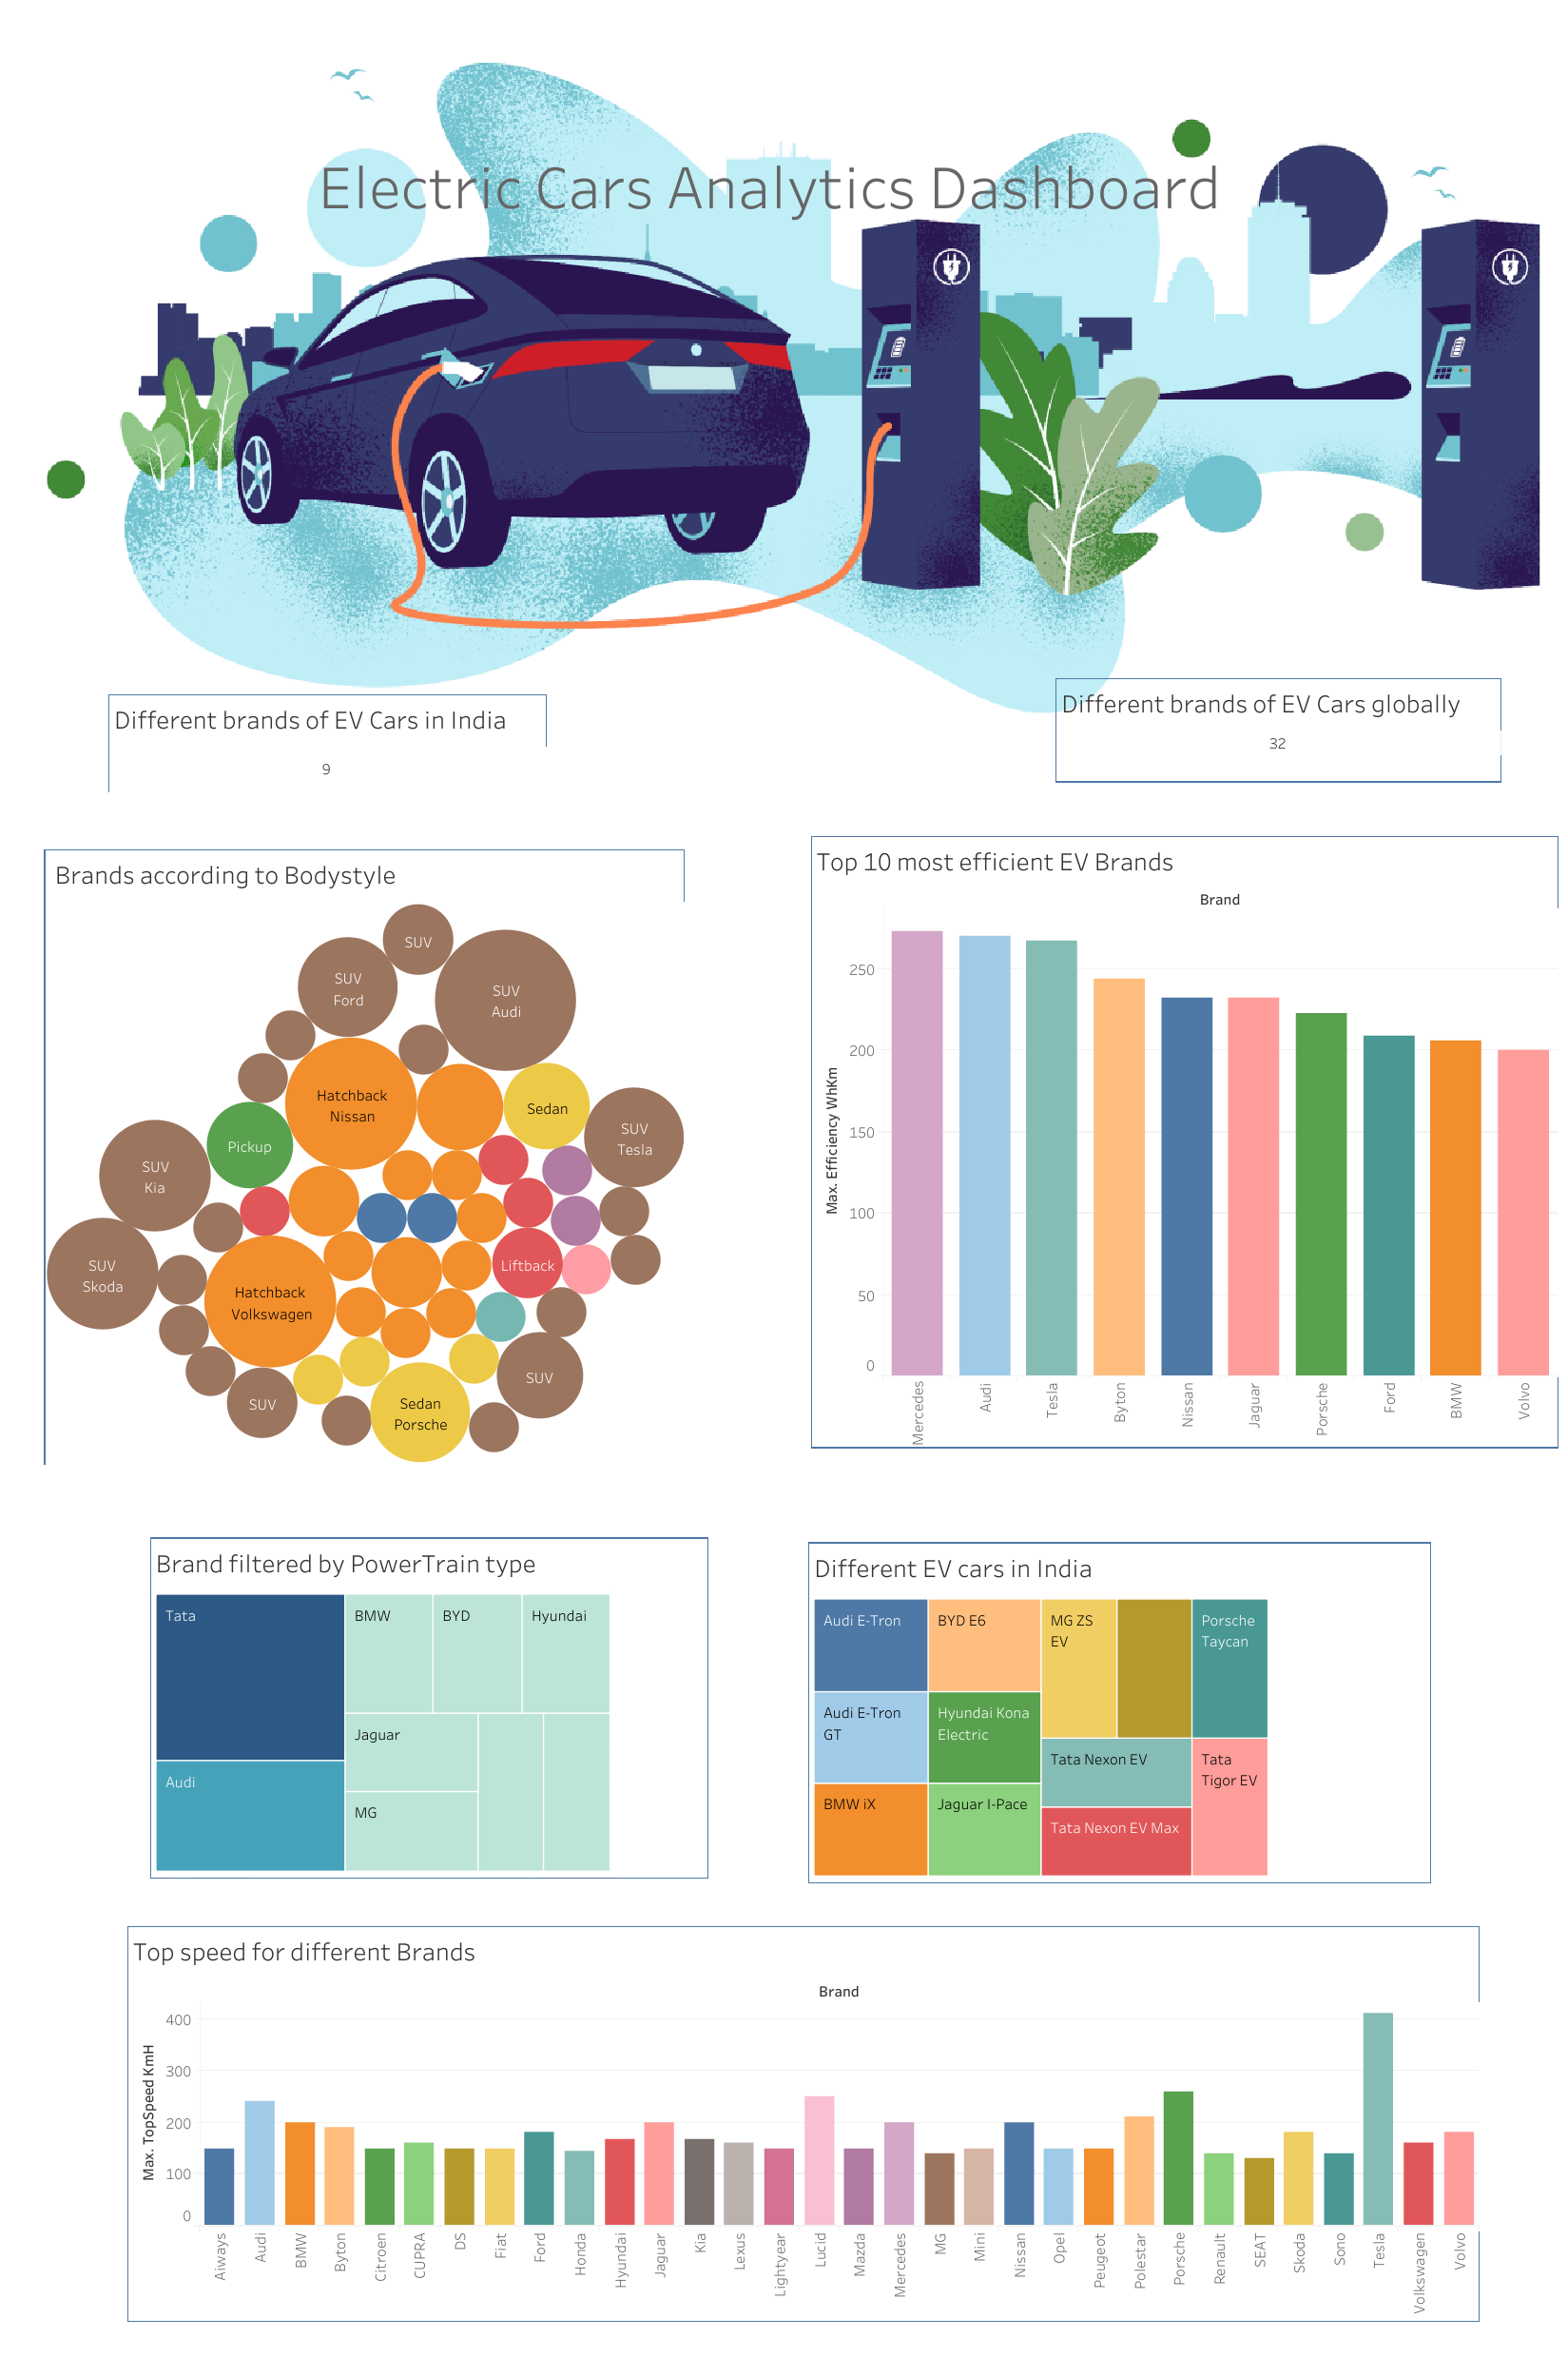 Electric Cars Analytics Dashboard
Different brands of EV Cars in India
9
Different brands of EV Cars globally
32
Brands according to Bodystyle
SUV
SUV
Ford
SUV
Audi
Hatchback
Nissan
Sedan
SUV
Tesla
Pickup
SUV
Kia
SUV
Skoda
Liftback
Hatchback
Volkswagen
SUV
SUV
Sedan
Porsche
Top 10 most efficient EV Brands
Brand
Max. Efficiency WhKm
250
200
150
100
50
0
Mercedes
Audi
Tesla
Byton
Nissan
Jaguar
Porsche
Ford
BMW
Volvo
Brand filtered by PowerTrain type
Tata
BMW
BYD
Hyundai
Jaguar
Audi
MG
Different EV cars in India
Audi E-Tron
BYD E6
MG ZS
EV
Porsche
Taycan
Audi E-Tron
GT
Hyundai Kona
Electric
Tata Nexon EV
Tata
Tigor EV
BMW iX
Jaguar I-Pace
Tata Nexon EV Max
Top speed for different Brands
Brand
Max. TopSpeed KmH
400
300
200
100
0
Aiways
Audi
BMW
Byton
Citroen
CUPRA
DS
Fiat
Ford
Honda
Hyundai
Jaguar
Kia
Lexus
Lightyear
Lucid
Mazda
Mercedes
MG
Mini
Nissan
Opel
Peugeot
Polestar
Porsche
Renault
SEAT
Skoda
Sono
Tesla
Volkswagen
Volvo